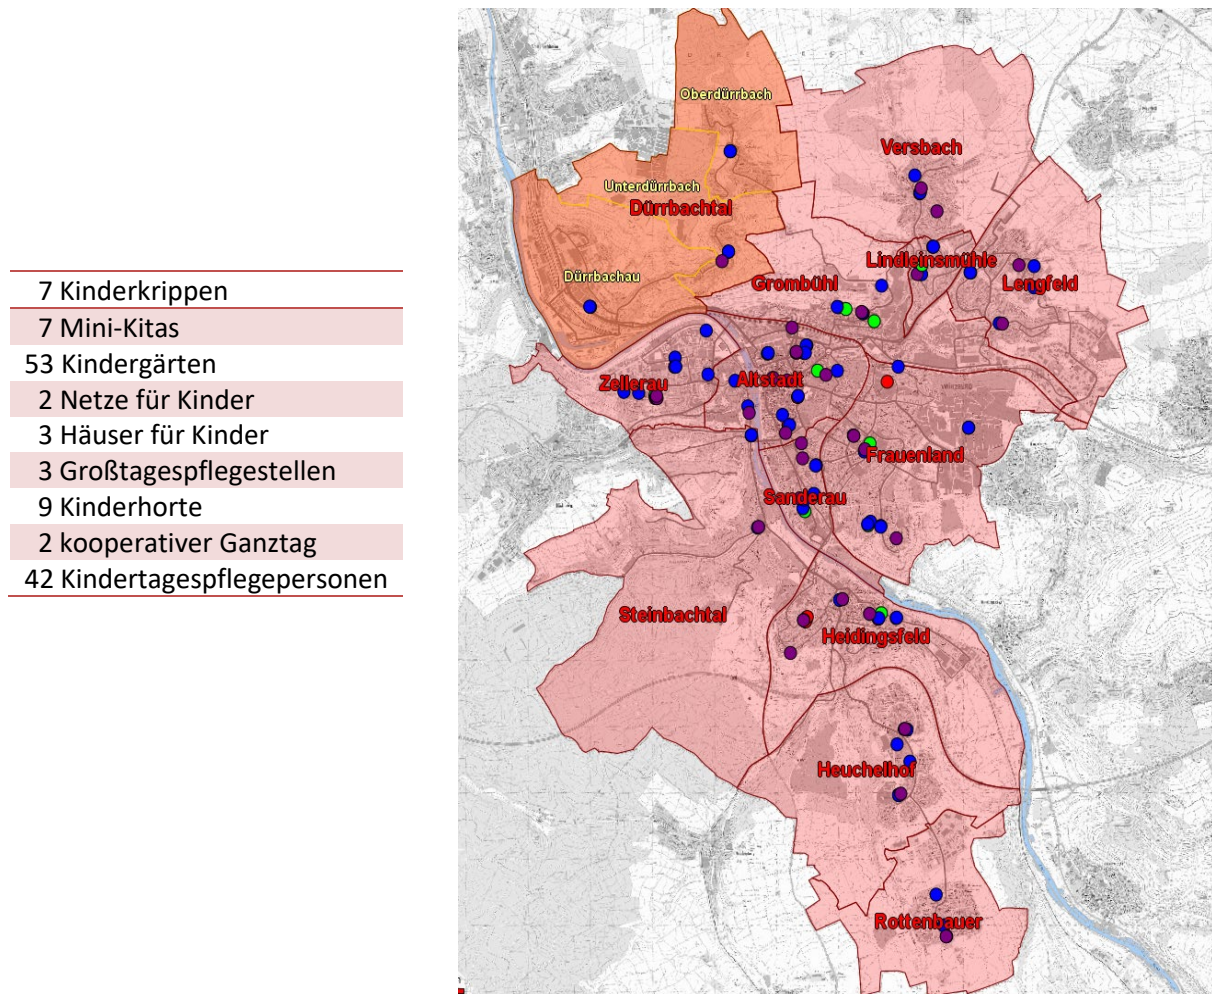 7 Kinderkrippen
7 Mini-Kitas
53 Kindergärten
2 Netze für Kinder
3 Häuser für Kinder
3 Großtagespflegestellen
9 Kinderhorte
2 kooperativer Ganztag
42 Kindertagespflegepersonen
Oberdürrbach
Versbach
Unterdürrbach
Dürrbachtal
Lindleinsmühle
Dürrbachau
Grombühl
Lengfeld
Zellerau
Altstadt
Frauenland
Sanderau
Steinbachtal
Heidingsfeld
Heuchelhof
Rottenbauer